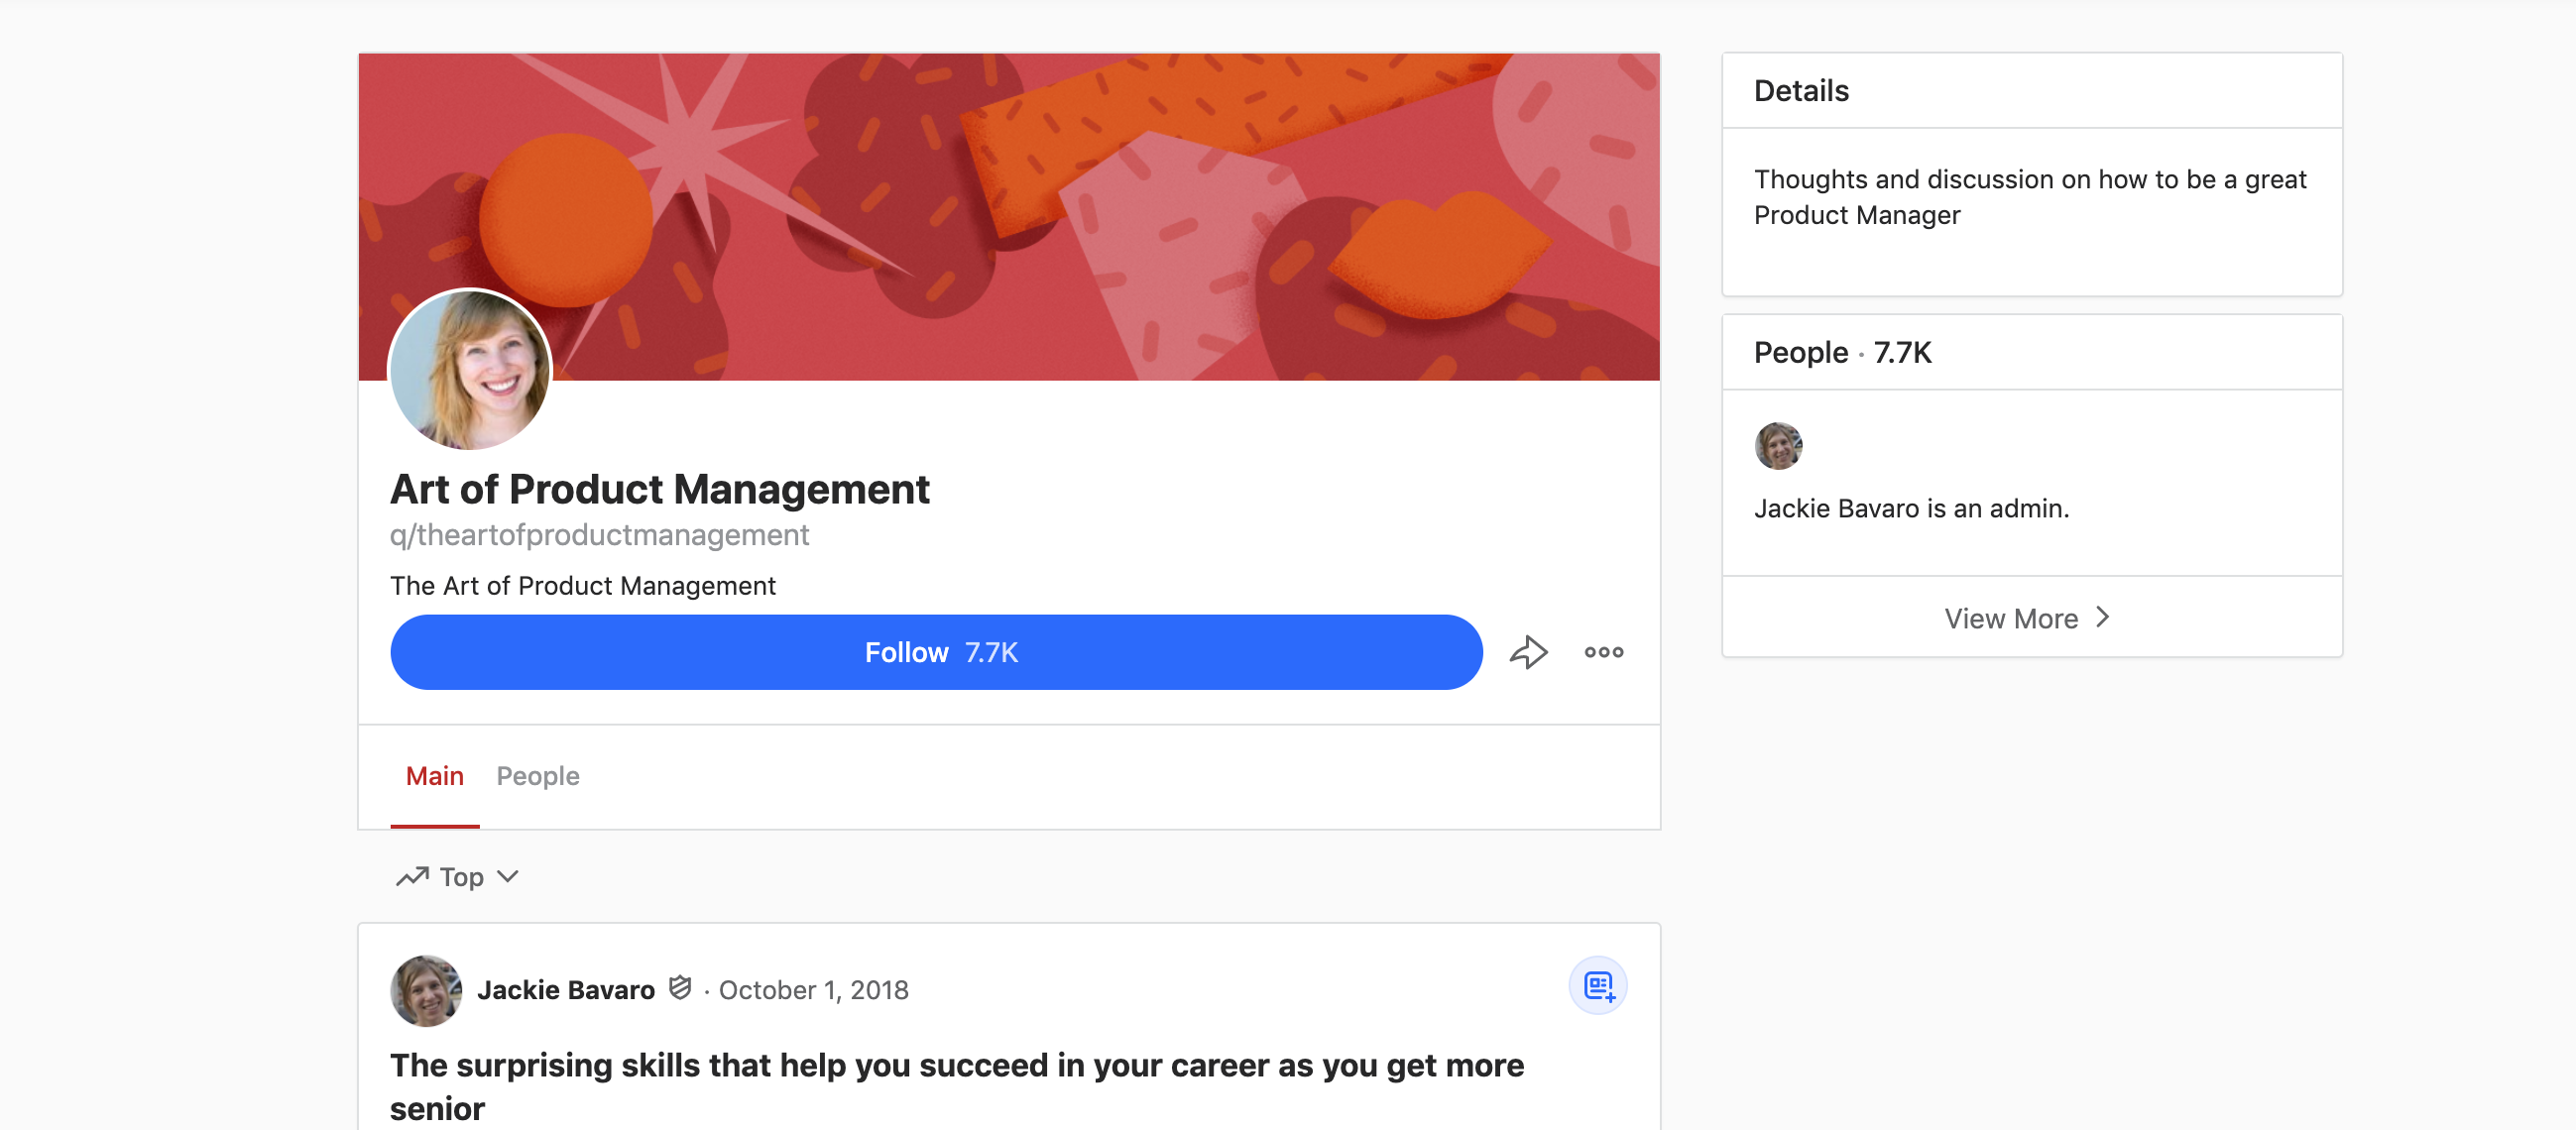 Art of Product Management
q/theartofproductmanagement
The Art of Product Management
Follow 7.7K
Main People
Top
Jackie Bavaro · October 1, 2018
The surprising skills that help you succeed in your career as you get more
senior
Details
Thoughts and discussion on how to be a great
Product Manager
People · 7.7K
Jackie Bavaro is an admin.
View More